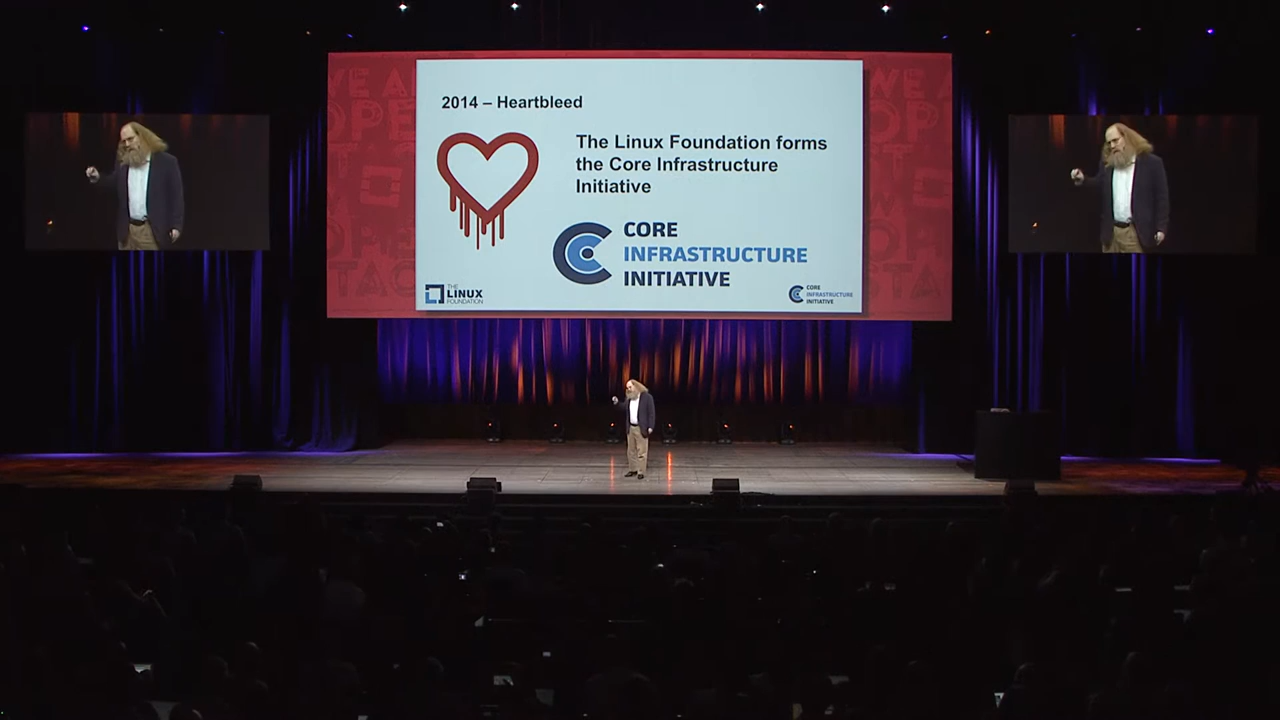 2014 – Heartbleed
The Linux Foundation forms
the Core Infrastructure
Initiative
CORE
INFRASTRUCTURE
INITIATIVE
THE
LINUX
FOUNDATION
CORE
INFRASTRUCTURE
INITIATIVE